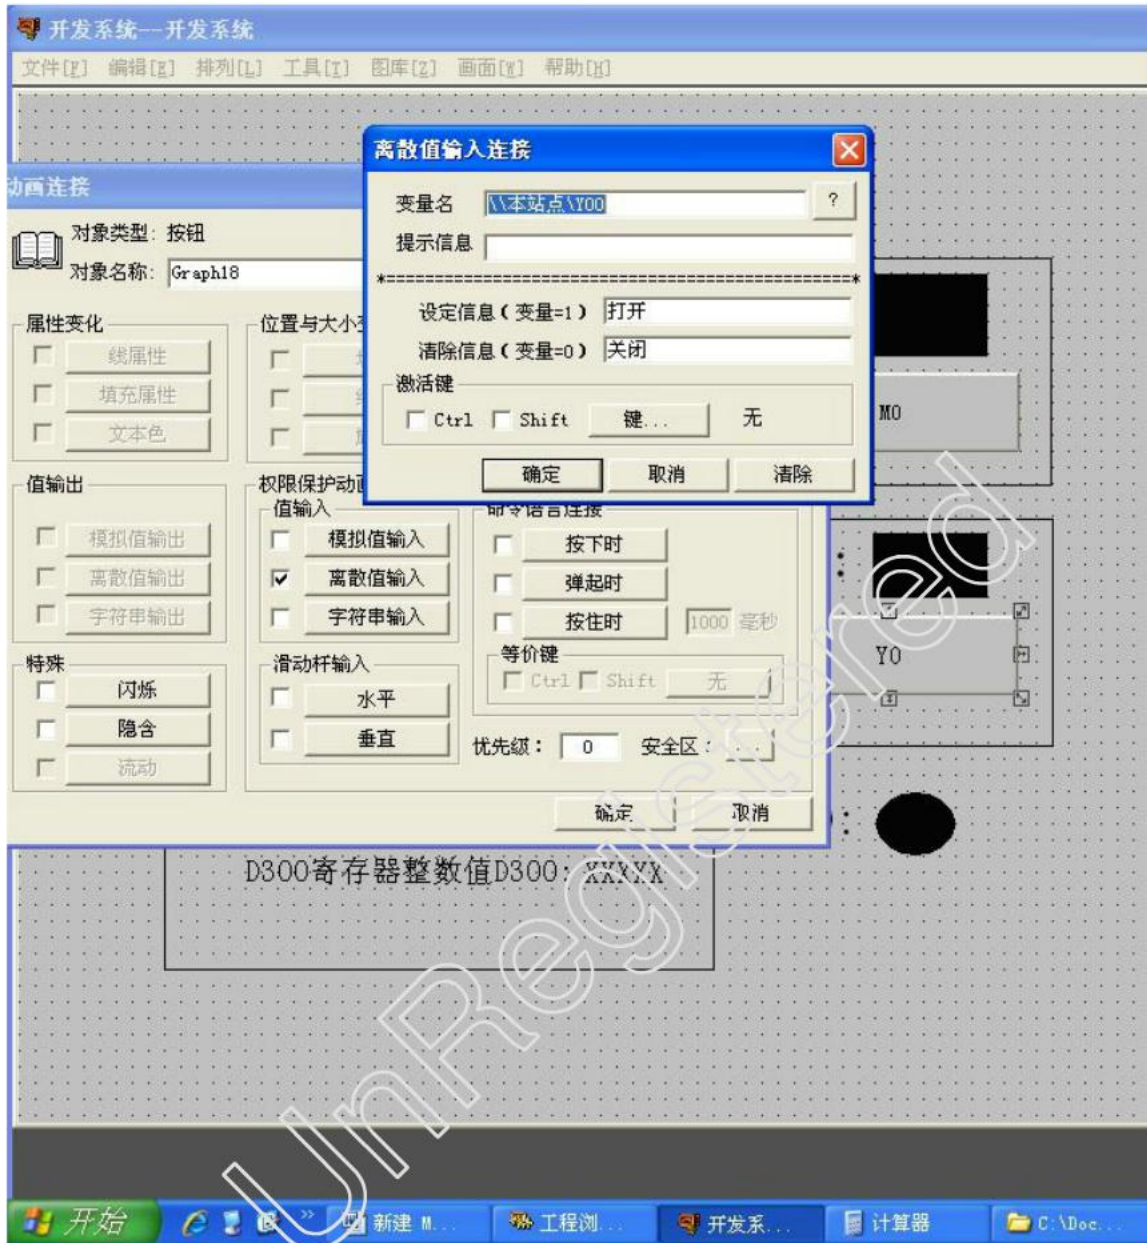 开发系统---开发系统
文件[F] 编辑[E] 排列[L] 工具[T] 图库[Z] 画面[W] 帮助[H]
离散值输入连接
变量名 \\本站点\Y00 ?
提示信息
*==================================================*
设定信息(变量=1) 打开
清除信息(变量=0) 关闭
激活键
Ctrl Shift 键... 无
确定 取消 清除
动画连接
对象类型: 按钮
对象名称: Graph18
属性变化
线属性
填充属性
文本色
位置与大小变
值输出
模拟值输出
离散值输出
字符串输出
特殊
闪烁
隐含
流动
权限保护动画
值输入
模拟值输入
离散值输入
字符串输入
滑动杆输入
水平
垂直
命令语言连接
按下时
弹起时
按住时 1000 毫秒
等价键
Ctrl Shift 无
优先级: 0 安全区: ...
确定 取消
M0
:
Y0
:
D300寄存器整数值D300: XXXXX
UnRegistered
开始 » 新建 M... 工程浏... 开发系... 计算器 C:\Doc...